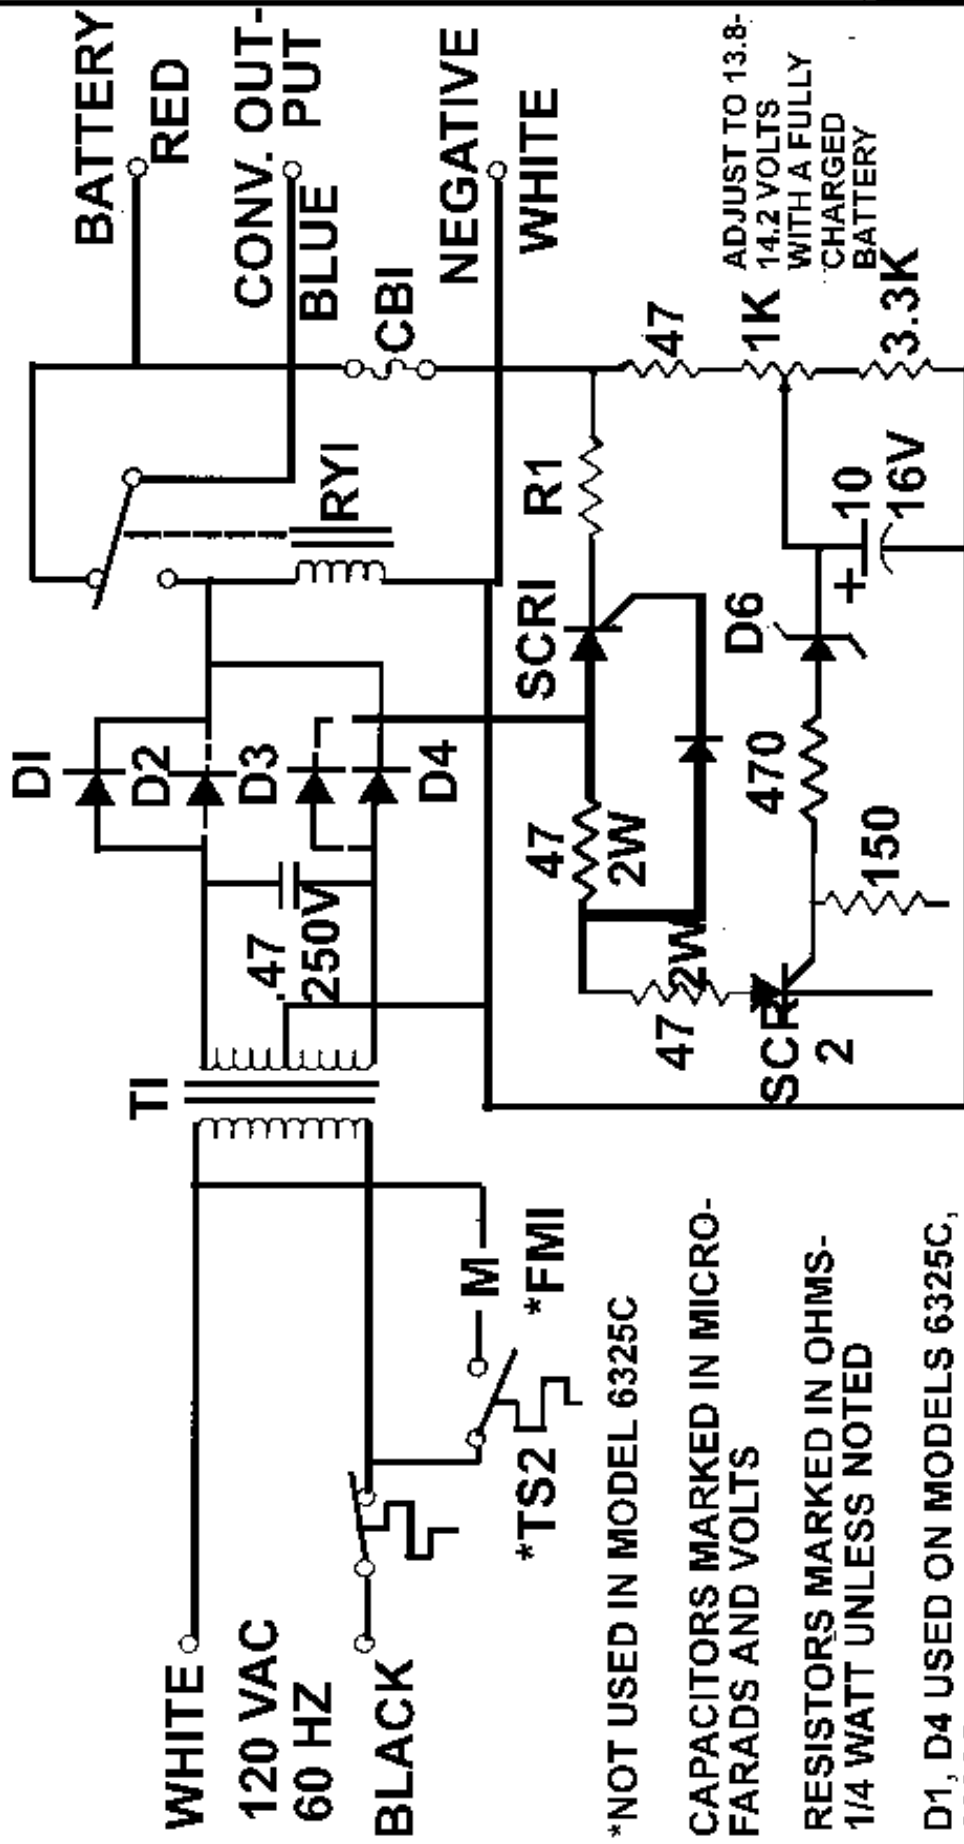 BATTERY
RED
CONV. OUT-
PUT
BLUE
NEGATIVE
WHITE
ADJUST TO 13.8-
14.2 VOLTS
WITH A FULLY
CHARGED
BATTERY
CBI
RYI
DI
D2
D3
D4
TI
.47
250V
SCRI
R1
47
1K
3.3K
10
16V
+
D6
470
150
47
2W
47
2W
SCR
2
WHITE
120 VAC
60 HZ
BLACK
M
*FMI
*TS2
*NOT USED IN MODEL 6325C
CAPACITORS MARKED IN MICRO-
FARADS AND VOLTS
RESISTORS MARKED IN OHMS-
1/4 WATT UNLESS NOTED
D1, D4 USED ON MODELS 6325C,